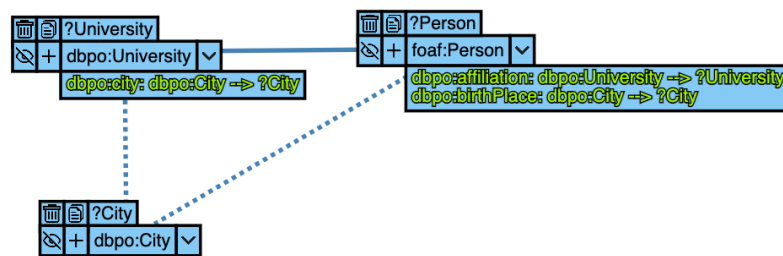 ?University
dbpo:University
dbpo:city: dbpo:City --> ?City
?Person
foaf:Person
dbpo:affiliation: dbpo:University --> ?University
dbpo:birthPlace: dbpo:City --> ?City
?City
dbpo:City